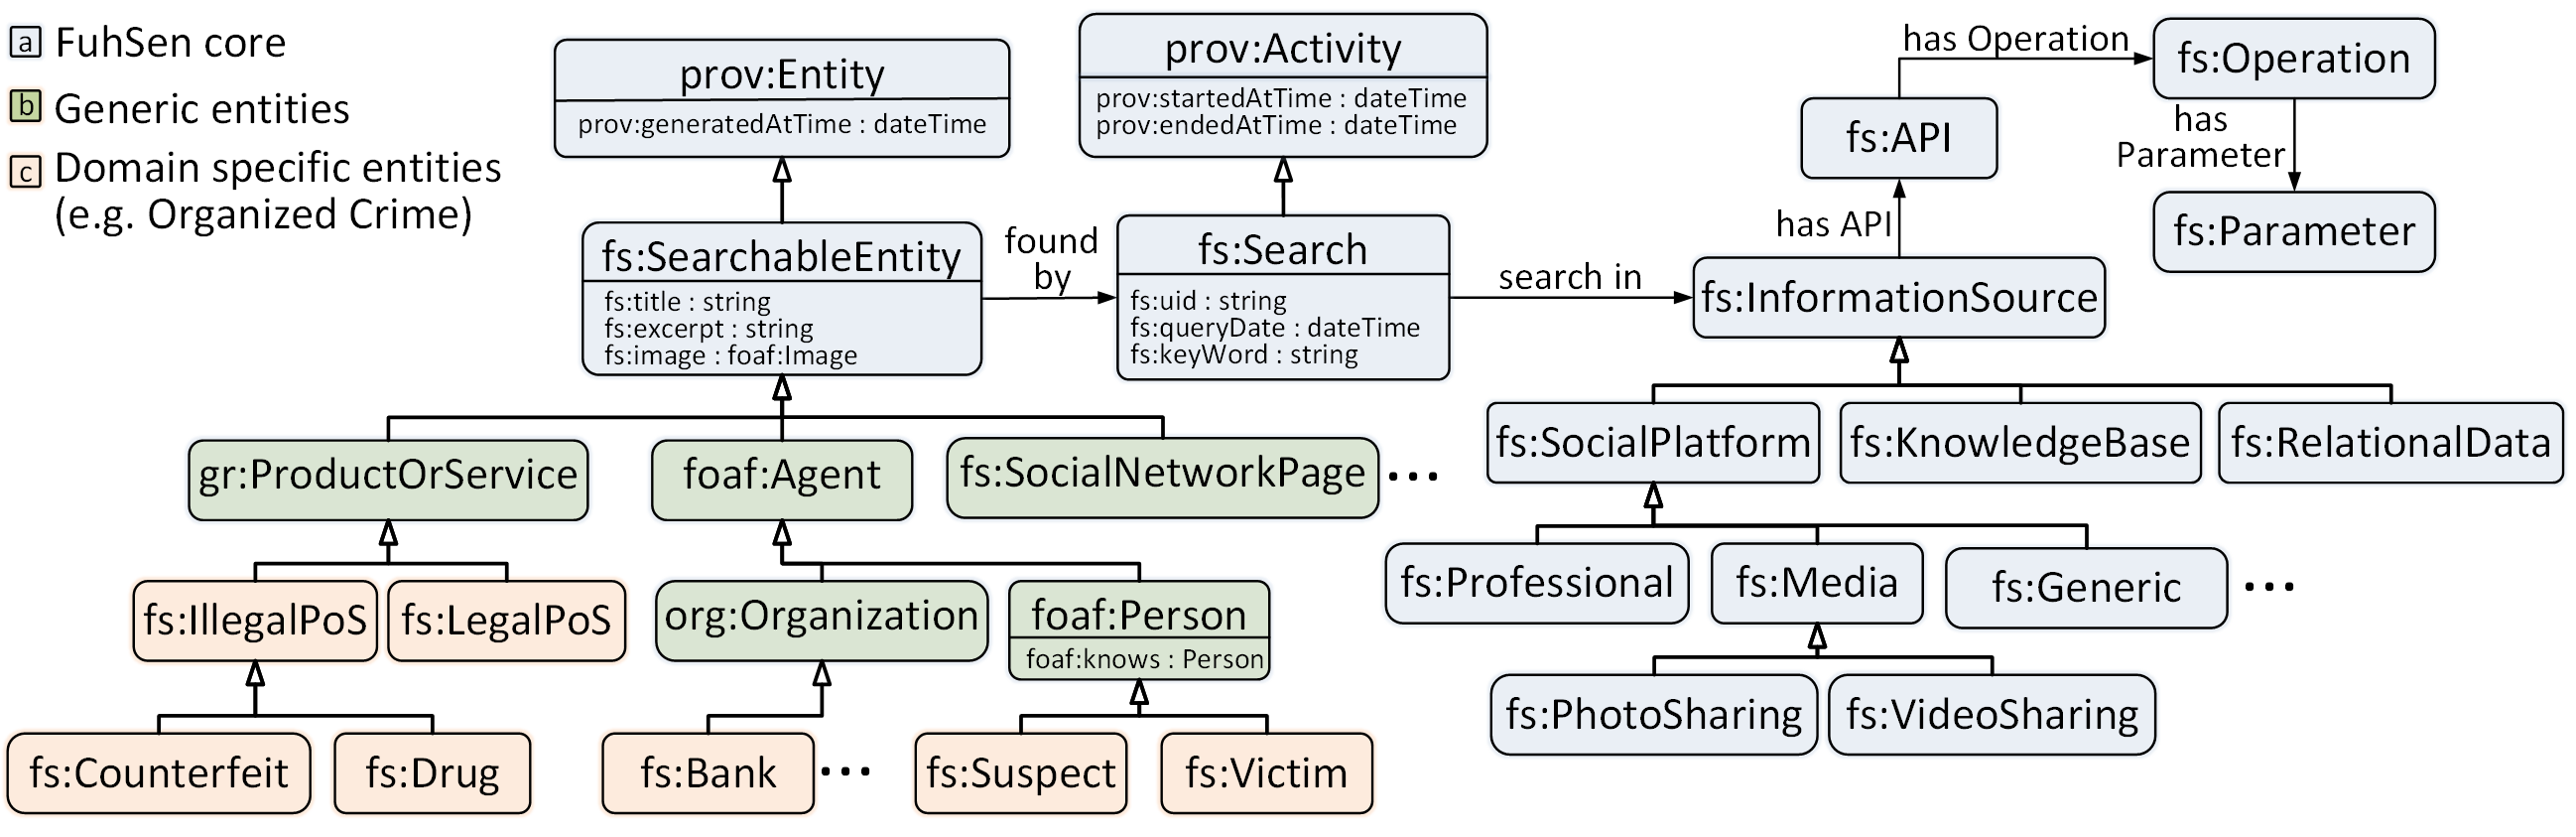 a FuhSen core
b Generic entities
c Domain specific entities
(e.g. Organized Crime)
prov:Entity
prov:generatedAtTime : dateTime
prov:Activity
prov:startedAtTime : dateTime
prov:endedAtTime : dateTime
has Operation
fs:Operation
fs:API
has
Parameter
fs:Parameter
has API
fs:SearchableEntity
fs:title : string
fs:excerpt : string
fs:image : foaf:Image
found
by
fs:Search
fs:uid : string
fs:queryDate : dateTime
fs:keyWord : string
search in
fs:InformationSource
gr:ProductOrService
foaf:Agent
fs:SocialNetworkPage
...
fs:SocialPlatform
fs:KnowledgeBase
fs:RelationalData
fs:IllegalPoS
fs:LegalPoS
org:Organization
foaf:Person
foaf:knows : Person
fs:Professional
fs:Media
fs:Generic
...
fs:PhotoSharing
fs:VideoSharing
fs:Counterfeit
fs:Drug
fs:Bank
...
fs:Suspect
fs:Victim